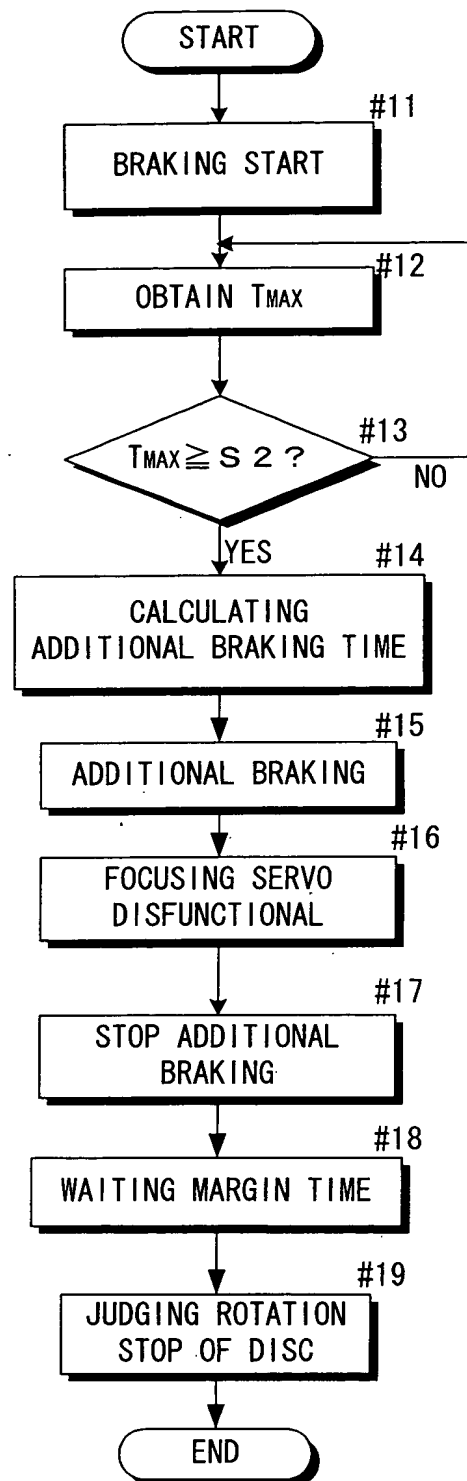 START
#11
BRAKING START
#12
OBTAIN TMAX
#13
TMAX≧S2?
NO
YES
#14
CALCULATING
ADDITIONAL BRAKING TIME
#15
ADDITIONAL BRAKING
#16
FOCUSING SERVO
DISFUNCTIONAL
#17
STOP ADDITIONAL
BRAKING
#18
WAITING MARGIN TIME
#19
JUDGING ROTATION
STOP OF DISC
END